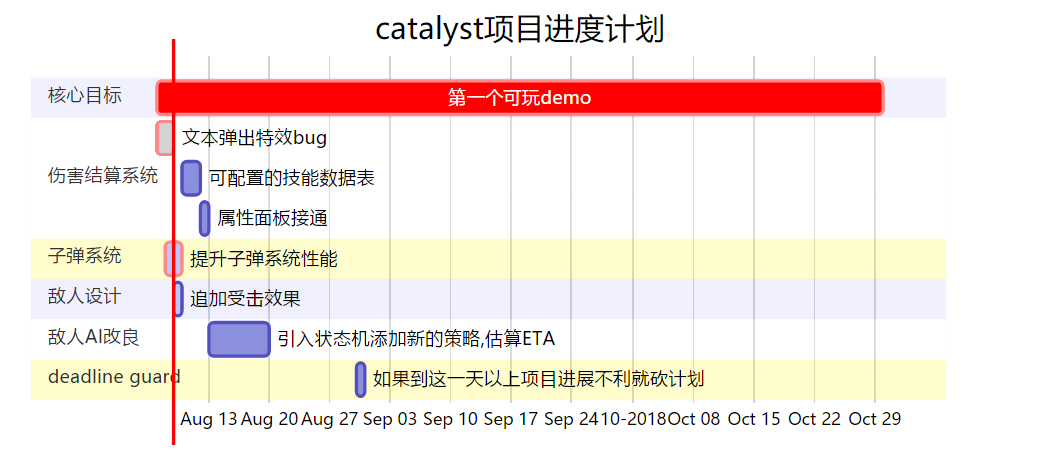 catalyst项目进度计划
核心目标
第一个可玩demo
文本弹出特效bug
伤害结算系统
可配置的技能数据表
属性面板接通
子弹系统
提升子弹系统性能
敌人设计
追加受击效果
敌人AI改良
引入状态机添加新的策略,估算ETA
deadline guard
如果到这一天以上项目进展不利就砍计划
Aug 13 Aug 20 Aug 27 Sep 03 Sep 10 Sep 17 Sep 24 10-2018 Oct 08 Oct 15 Oct 22 Oct 29